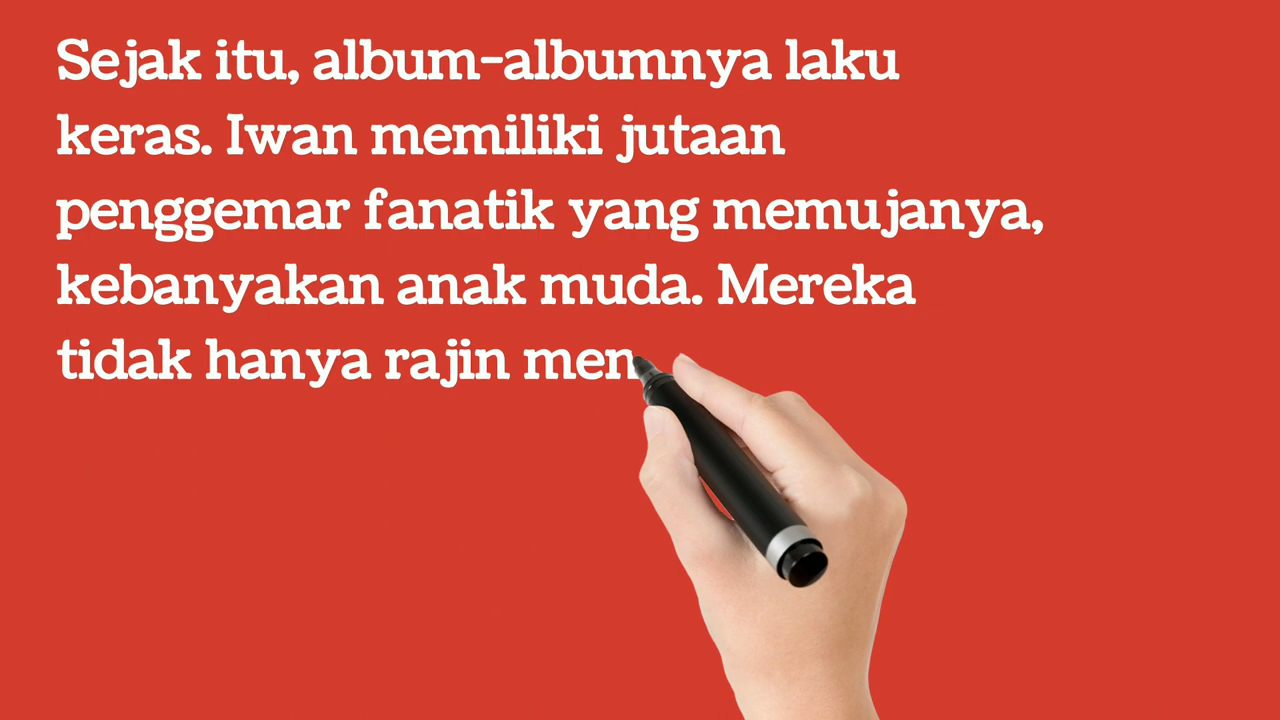 Sejak itu, album-albumnya laku
keras. Iwan memiliki jutaan
penggemar fanatik yang memujanya,
kebanyakan anak muda. Mereka
tidak hanya rajin men